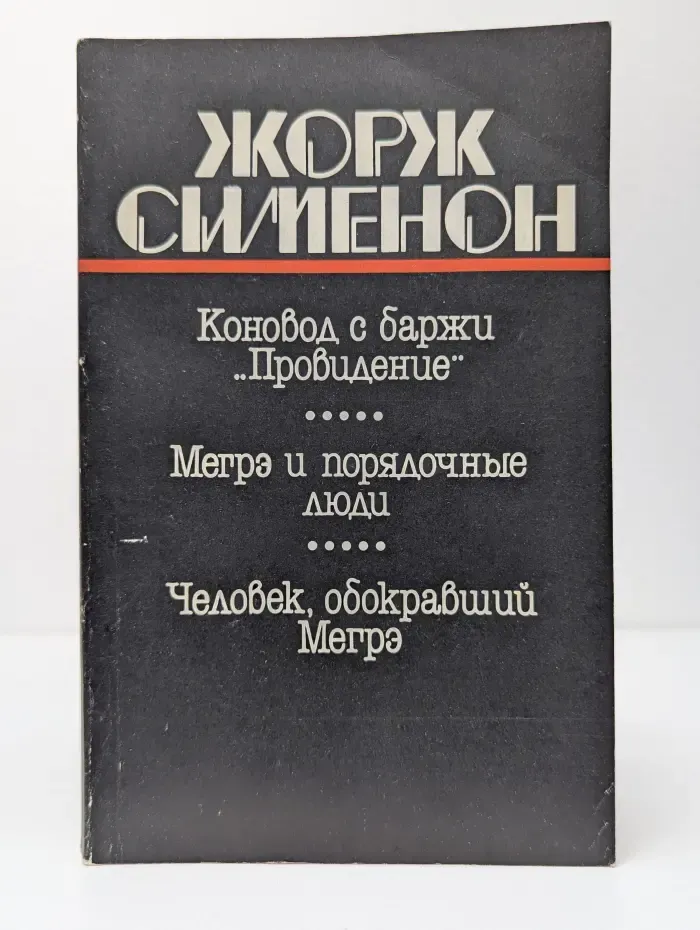 ЖОРЖ
СИМЕНОН
Коновод с баржи
„Провидение“
•••••
Мегрэ и порядочные
люди
•••••
Человек, обокравший
Мегрэ